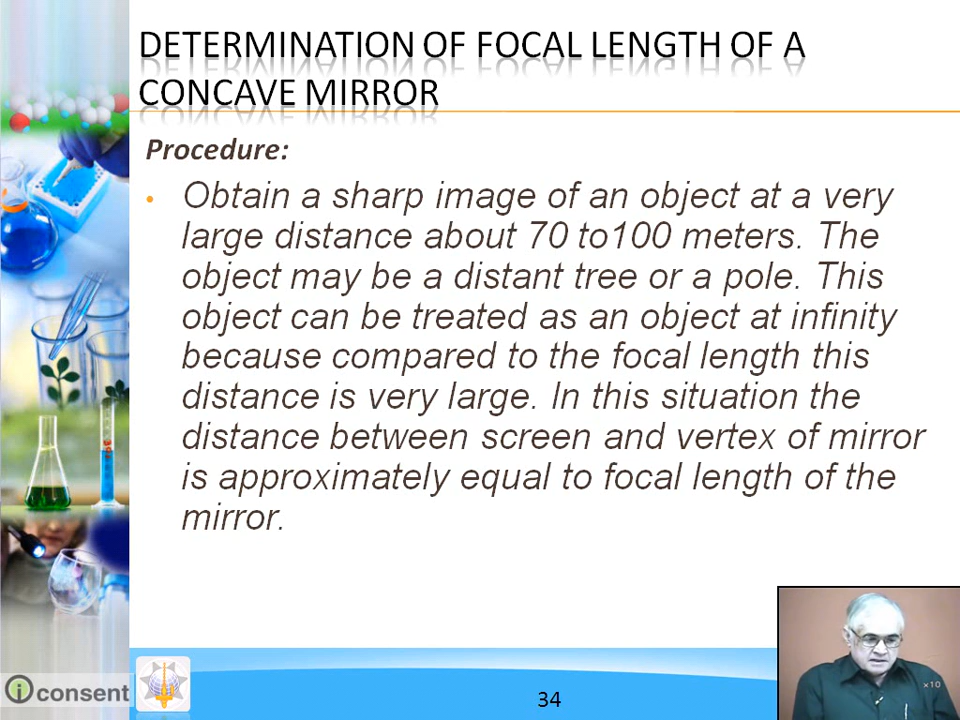 DETERMINATION OF FOCAL LENGTH OF A
CONCAVE MIRROR
Procedure:
• Obtain a sharp image of an object at a very
large distance about 70 to100 meters. The
object may be a distant tree or a pole. This
object can be treated as an object at infinity
because compared to the focal length this
distance is very large. In this situation the
distance between screen and vertex of mirror
is approximately equal to focal length of the
mirror.
×10
i consent
34